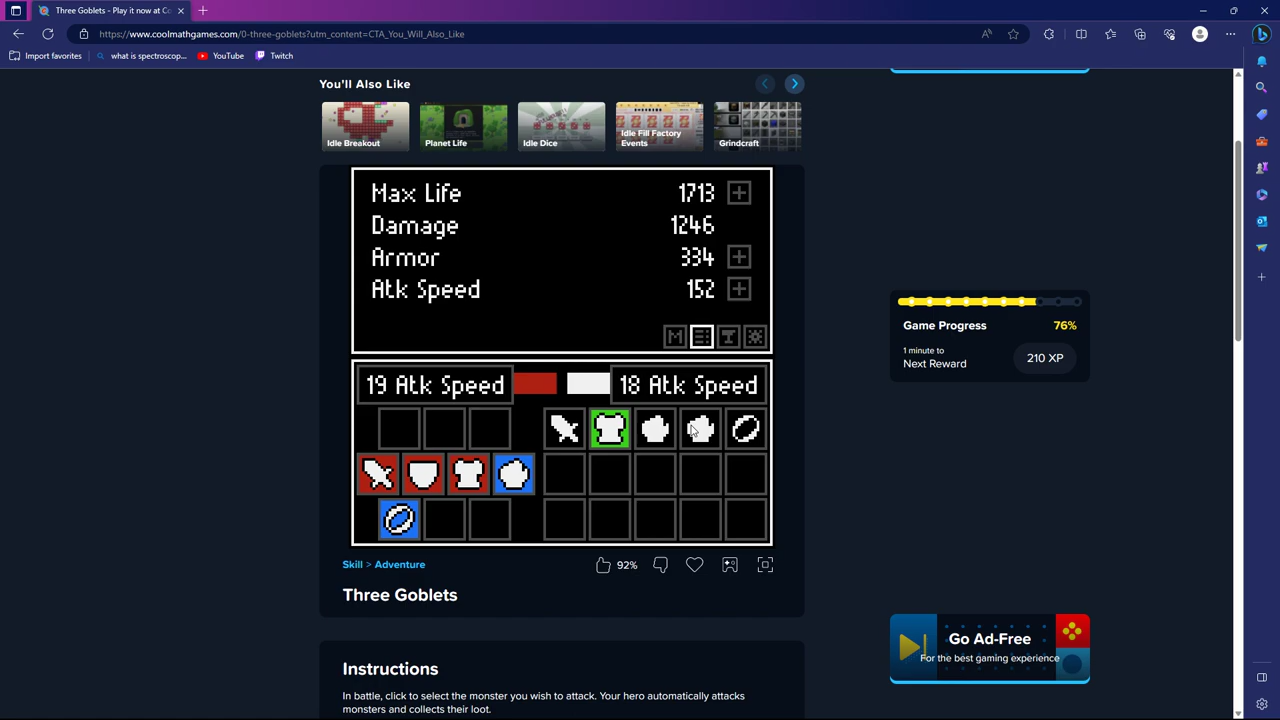 Three Goblets - Play it now at Co
https://www.coolmathgames.com/0-three-goblets?utm_content=CTA_You_Will_Also_Like
Import favorites
what is spectroscop...
YouTube
Twitch
You'll Also Like
Idle Breakout
Planet Life
Idle Dice
Idle Fill Factory
Events
Grindcraft
Max Life 1713
Damage 1246
Armor 334
Atk Speed 152
19 Atk Speed
18 Atk Speed
Game Progress 76%
1 minute to
Next Reward
210 XP
92%
Skill > Adventure
Three Goblets
Go Ad-Free
For the best gaming experience
Instructions
In battle, click to select the monster you wish to attack. Your hero automatically attacks
monsters and collects their loot.